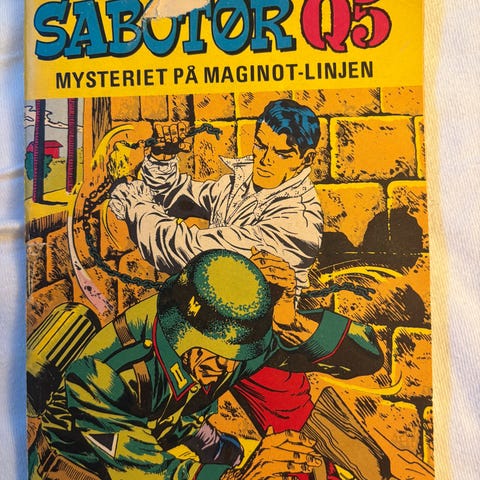 SABOTØR Q5
MYSTERIET PÅ MAGINOT-LINJEN